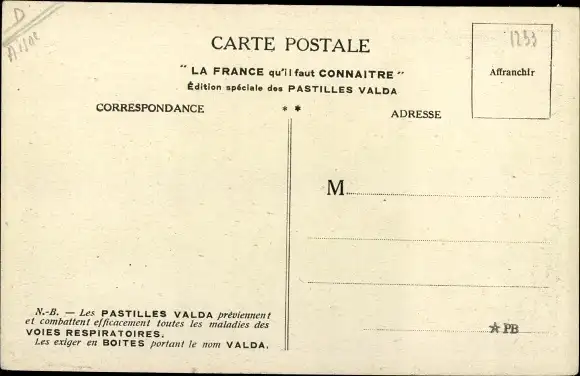 D
CARTE POSTALE
1233
" LA FRANCE qu'il faut CONNAITRE "
Affranchir
Édition spéciale des PASTILLES VALDA
CORRESPONDANCE * * ADRESSE
M
N.-B. — Les PASTILLES VALDA préviennent
et combattent efficacement toutes les maladies des
VOIES RESPIRATOIRES.
Les exiger en BOITES portant le nom VALDA.
☆ PB